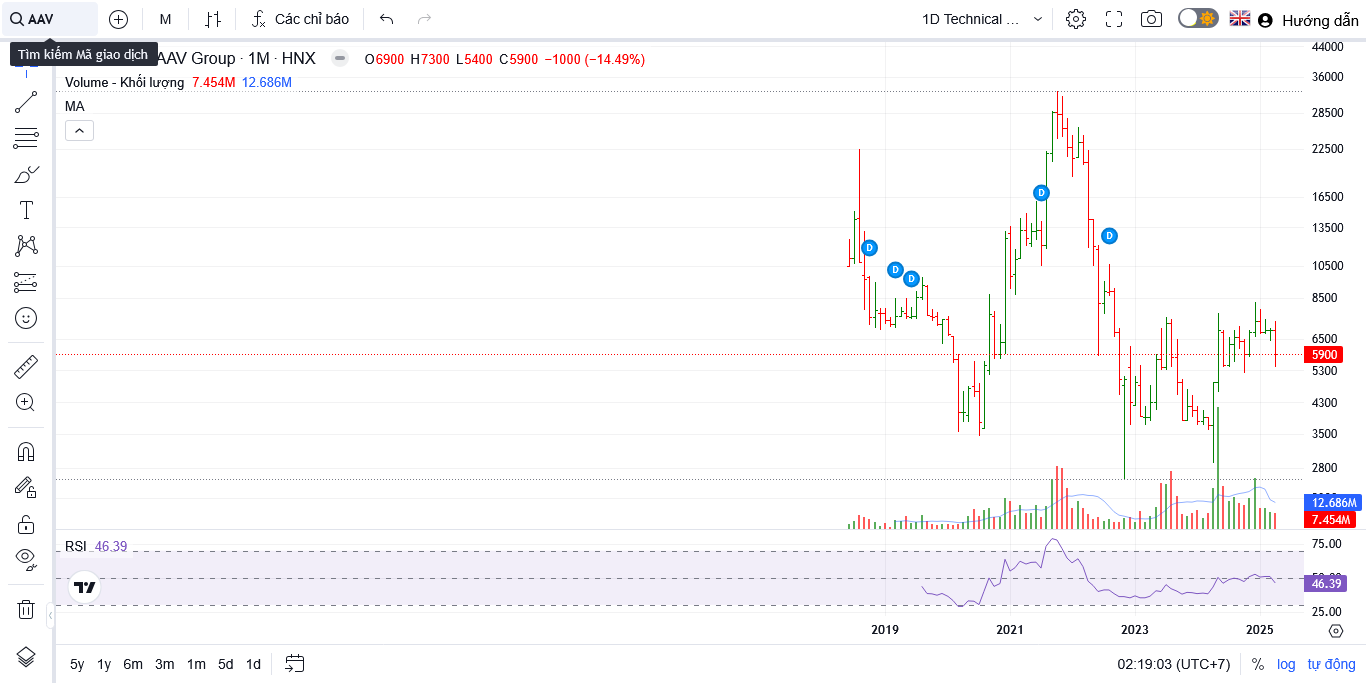 AAV
M
Các chỉ báo
1D Technical ...
Hướng dẫn
Tìm kiếm Mã giao dịch
AAV Group · 1M · HNX
O6900 H7300 L5400 C5900 −1000 (−14.49%)
Volume - Khối lượng 7.454M 12.686M
MA
D
D
D
D
D
44000
36000
28500
22500
16500
13500
10500
8500
6500
5900
5300
4300
3500
2800
12.686M
7.454M
RSI 46.39
75.00
46.39
25.00
2019 2021 2023 2025
5y 1y 6m 3m 1m 5d 1d
02:19:03 (UTC+7) % log tự động